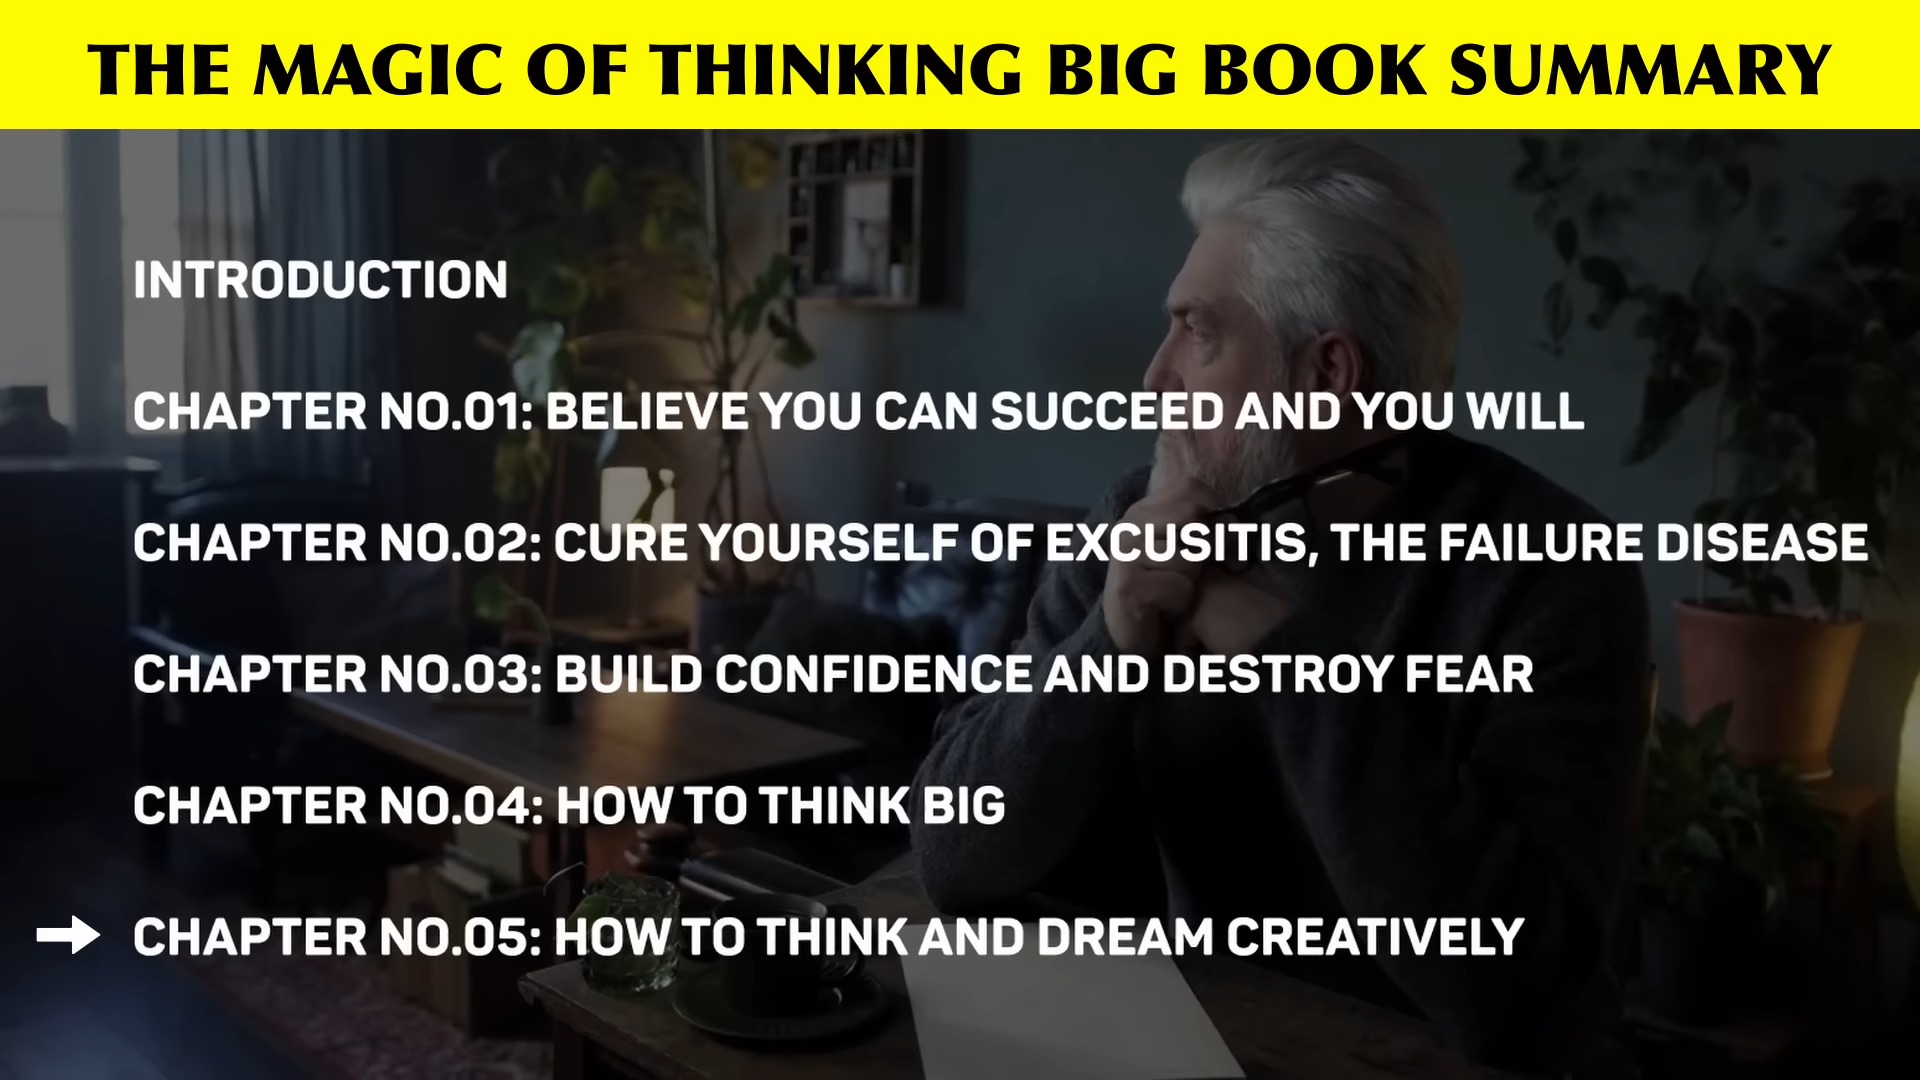 THE MAGIC OF THINKING BIG BOOK SUMMARY
INTRODUCTION
CHAPTER NO.01: BELIEVE YOU CAN SUCCEED AND YOU WILL
CHAPTER NO.02: CURE YOURSELF OF EXCUSITIS, THE FAILURE DISEASE
CHAPTER NO.03: BUILD CONFIDENCE AND DESTROY FEAR
CHAPTER NO.04: HOW TO THINK BIG
CHAPTER NO.05: HOW TO THINK AND DREAM CREATIVELY